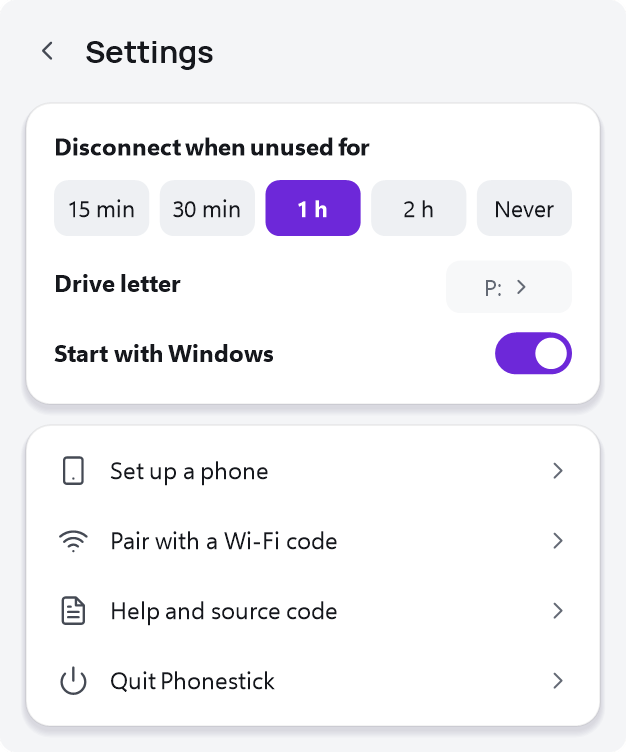 Settings
Disconnect when unused for
15 min 30 min 1 h 2 h Never
Drive letter P:
Start with Windows
Set up a phone
Pair with a Wi-Fi code
Help and source code
Quit Phonestick